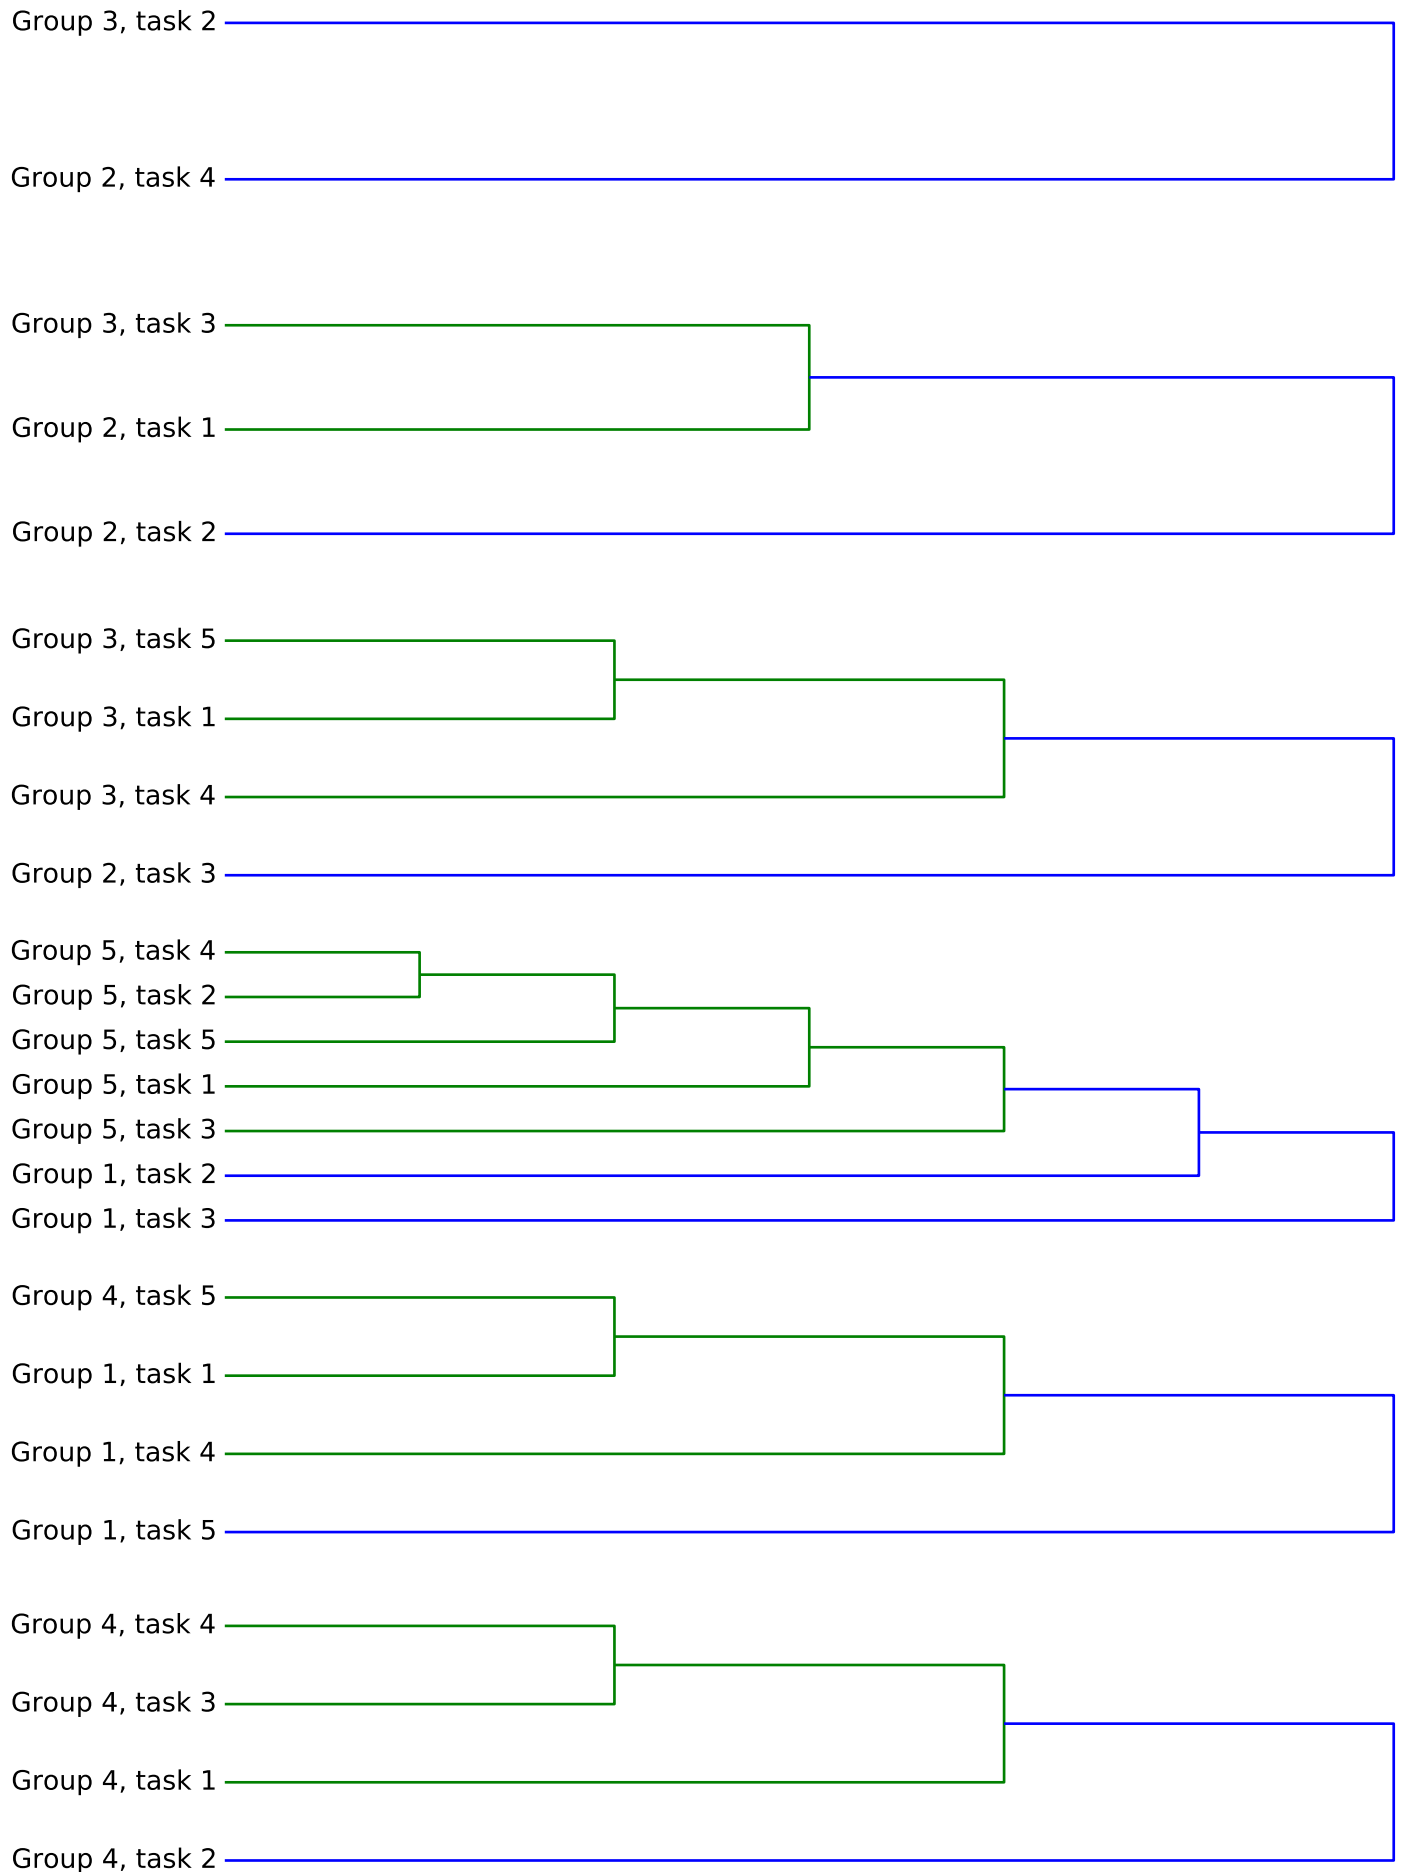 Group 3, task 2
Group 2, task 4
Group 3, task 3
Group 2, task 1
Group 2, task 2
Group 3, task 5
Group 3, task 1
Group 3, task 4
Group 2, task 3
Group 5, task 4
Group 5, task 2
Group 5, task 5
Group 5, task 1
Group 5, task 3
Group 1, task 2
Group 1, task 3
Group 4, task 5
Group 1, task 1
Group 1, task 4
Group 1, task 5
Group 4, task 4
Group 4, task 3
Group 4, task 1
Group 4, task 2